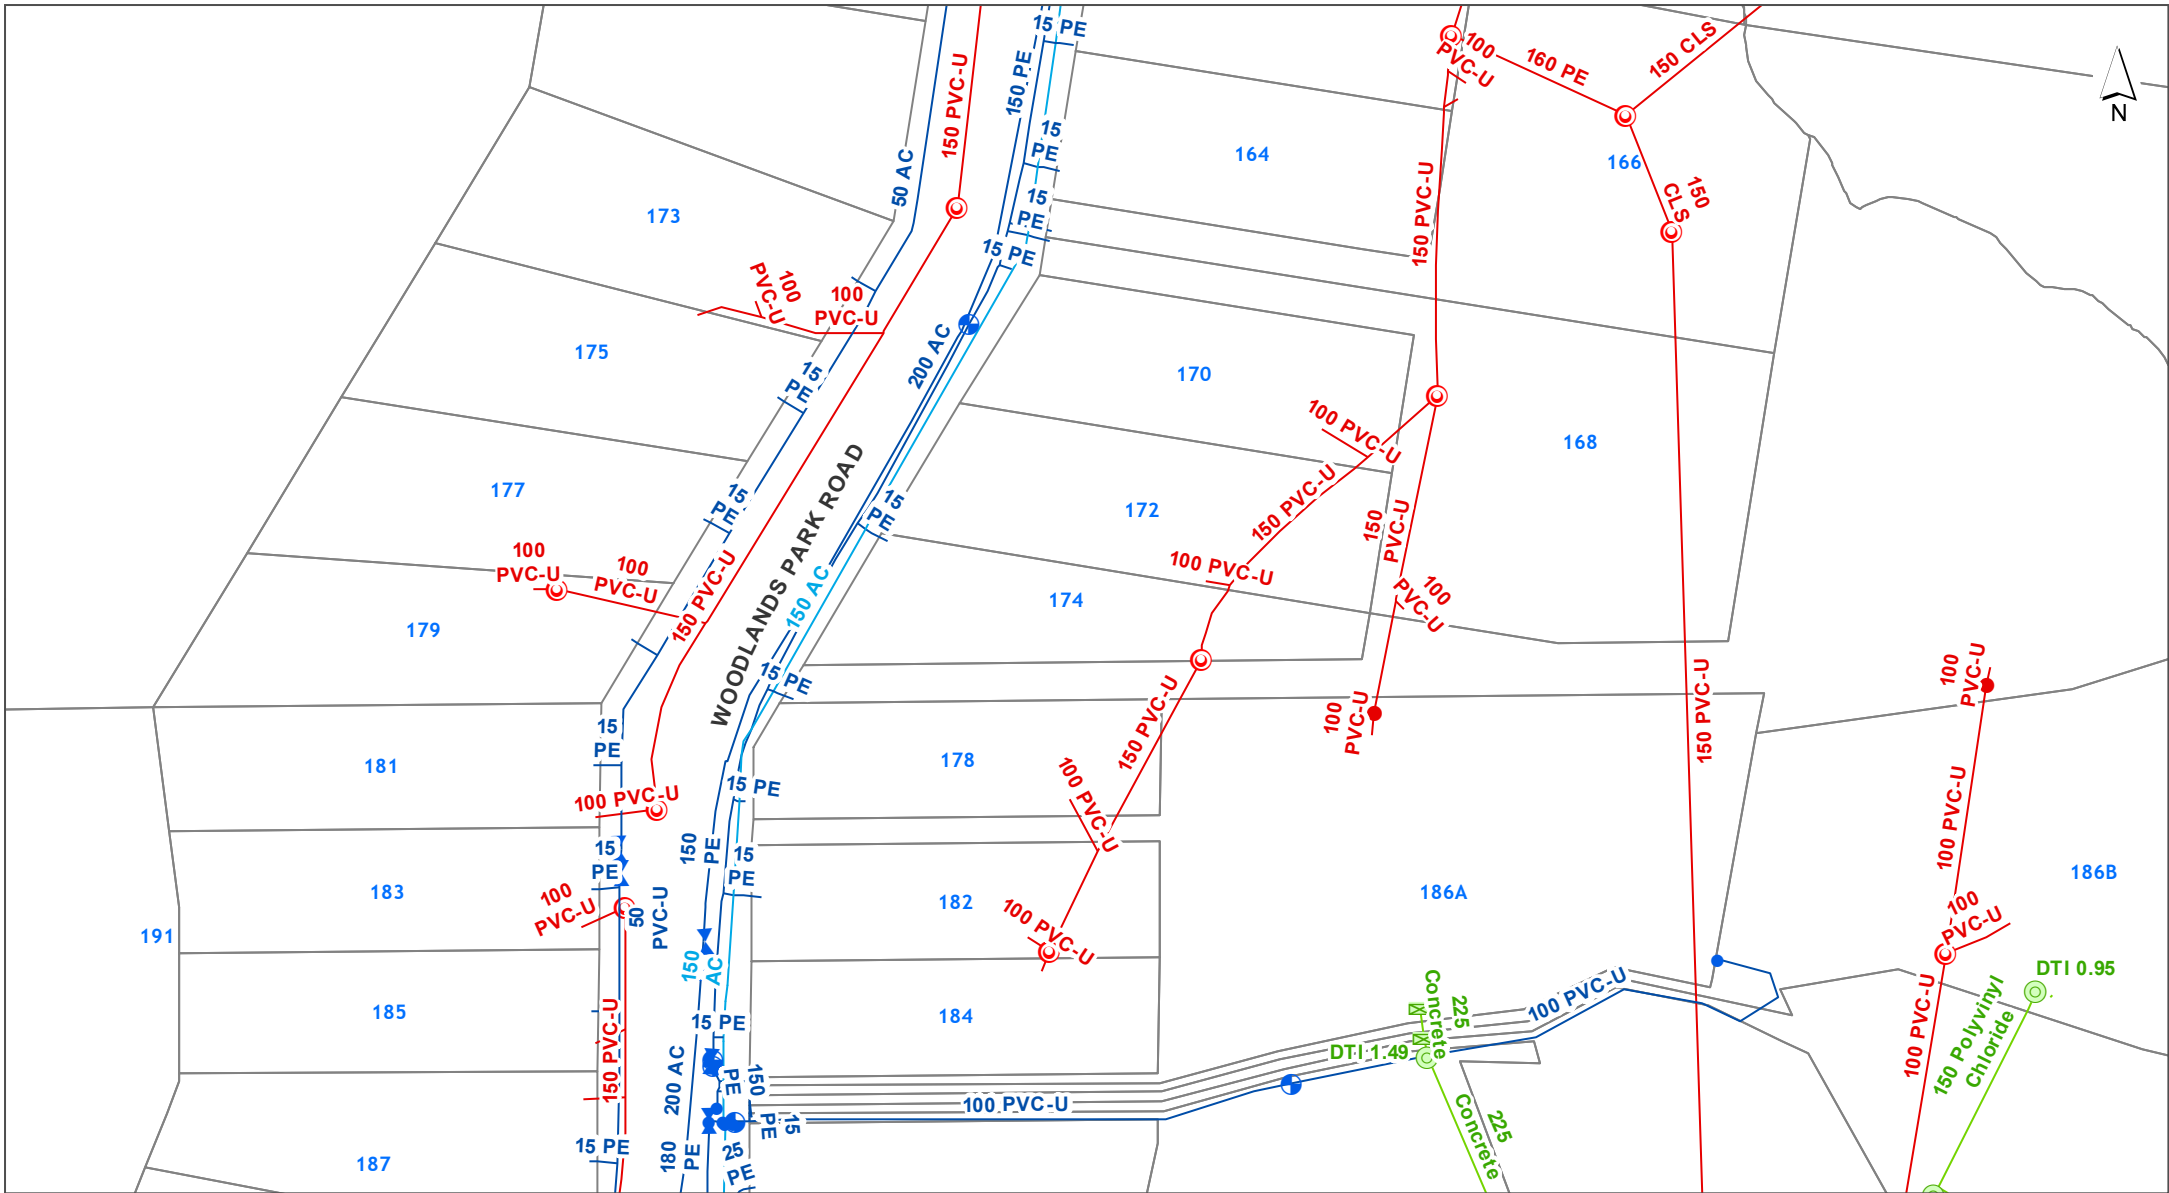 15 PE
100
PVC-U
160 PE
150 CLS
N
150 PVC-U
150 PE
50 AC
15
PE
164
166
150
CLS
173
15
PE
150 PVC-U
15 PE
100
PVC-U
100
PVC-U
200 AC
175
15
PE
170
100 PVC-U
168
177
15
PE
WOODLANDS PARK ROAD
15
PE
172
150 PVC-U
150
PVC-U
100
PVC-U
100
PVC-U
150 PVC-U
150 AC
100 PVC-U
100
PVC-U
179
174
15 PE
100
PVC-U
150 PVC-U
100
PVC-U
150 PVC-U
15
PE
181
178
15 PE
100 PVC-U
100 PVC-U
100 PVC-U
150
PE
15
PE
15
PE
183
100
PVC-U
50
PVC-U
182
100 PVC-U
186A
186B
100
PVC-U
191
150
AC
DTI 0.95
185
150 PVC-U
15 PE
184
225
Concrete
100 PVC-U
100 PVC-U
150 Polyvinyl
Chloride
DTI 1.49
200 AC
150
PE
100 PVC-U
15
PE
225
Concrete
187
15 PE
180
PE
25
PE